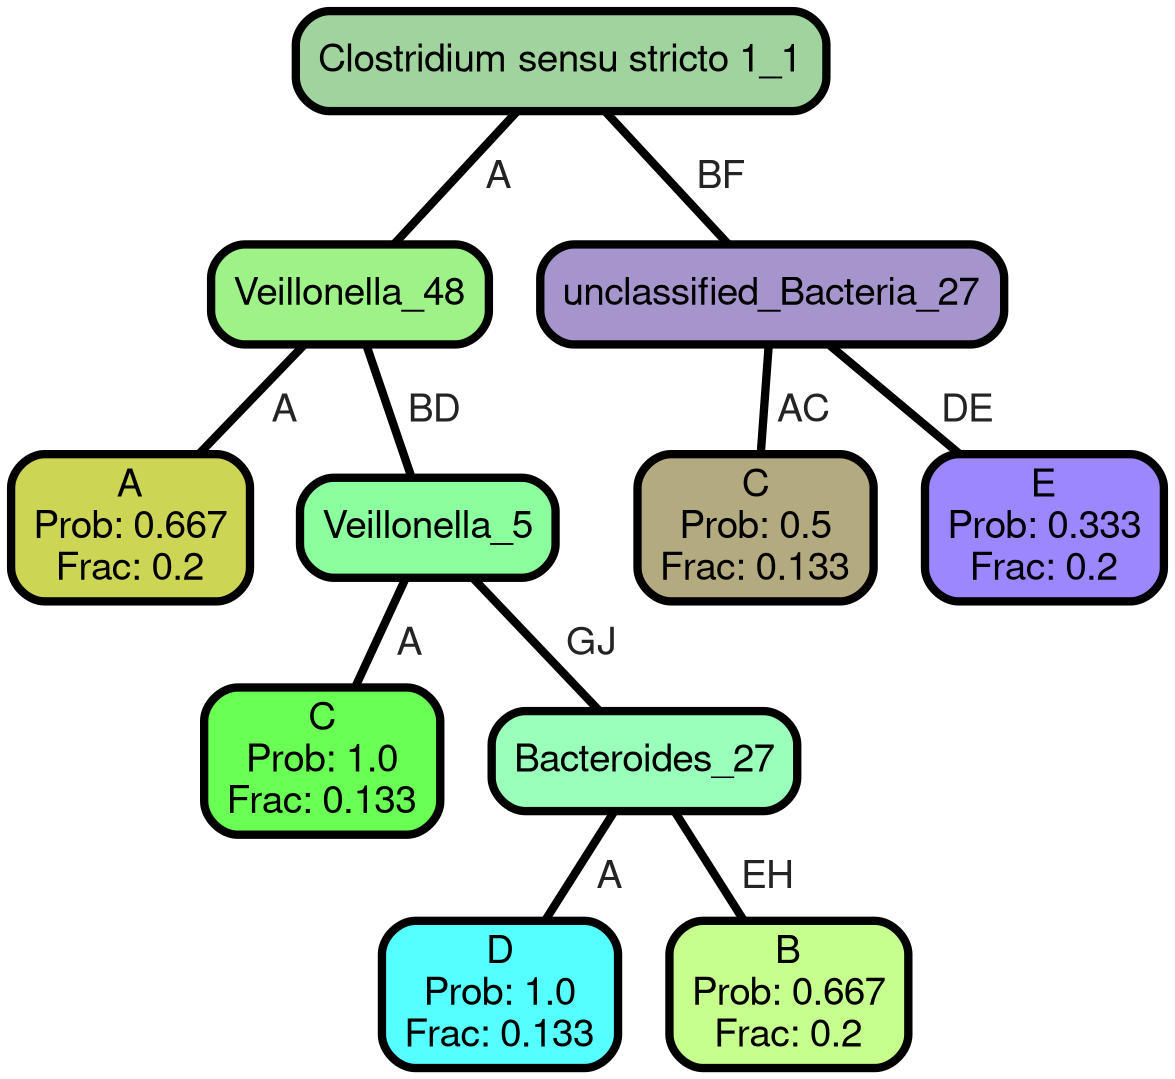 Clostridium sensu stricto 1_1
A
BF
Veillonella_48
unclassified_Bacteria_27
A
BD
AC
DE
A
Prob: 0.667
Frac: 0.2
Veillonella_5
C
Prob: 0.5
Frac: 0.133
E
Prob: 0.333
Frac: 0.2
A
GJ
C
Prob: 1.0
Frac: 0.133
Bacteroides_27
A
EH
D
Prob: 1.0
Frac: 0.133
B
Prob: 0.667
Frac: 0.2